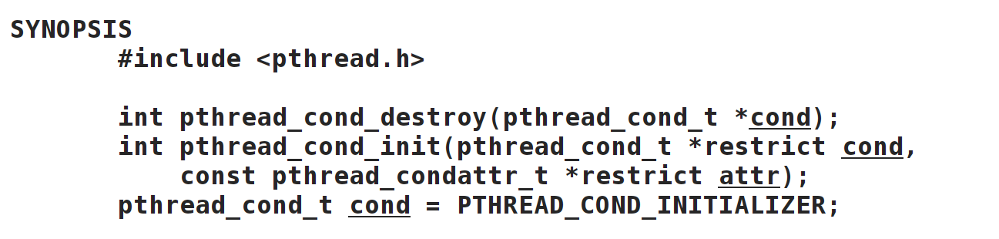 SYNOPSIS
#include <pthread.h>
int pthread_cond_destroy(pthread_cond_t *cond);
int pthread_cond_init(pthread_cond_t *restrict cond,
const pthread_condattr_t *restrict attr);
pthread_cond_t cond = PTHREAD_COND_INITIALIZER;